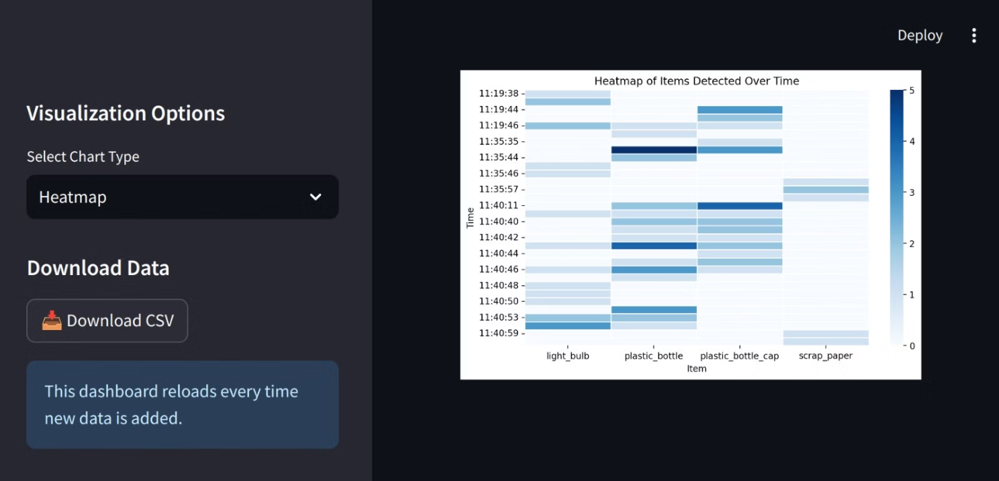 Deploy
Visualization Options
Select Chart Type
Heatmap
Download Data
Download CSV
This dashboard reloads every time
new data is added.
Heatmap of Items Detected Over Time
Time
11:19:38
11:19:44
11:19:46
11:35:35
11:35:44
11:35:46
11:35:57
11:40:11
11:40:40
11:40:42
11:40:44
11:40:46
11:40:48
11:40:50
11:40:53
11:40:59
light_bulb plastic_bottle plastic_bottle_cap scrap_paper
Item
5
4
3
2
1
0